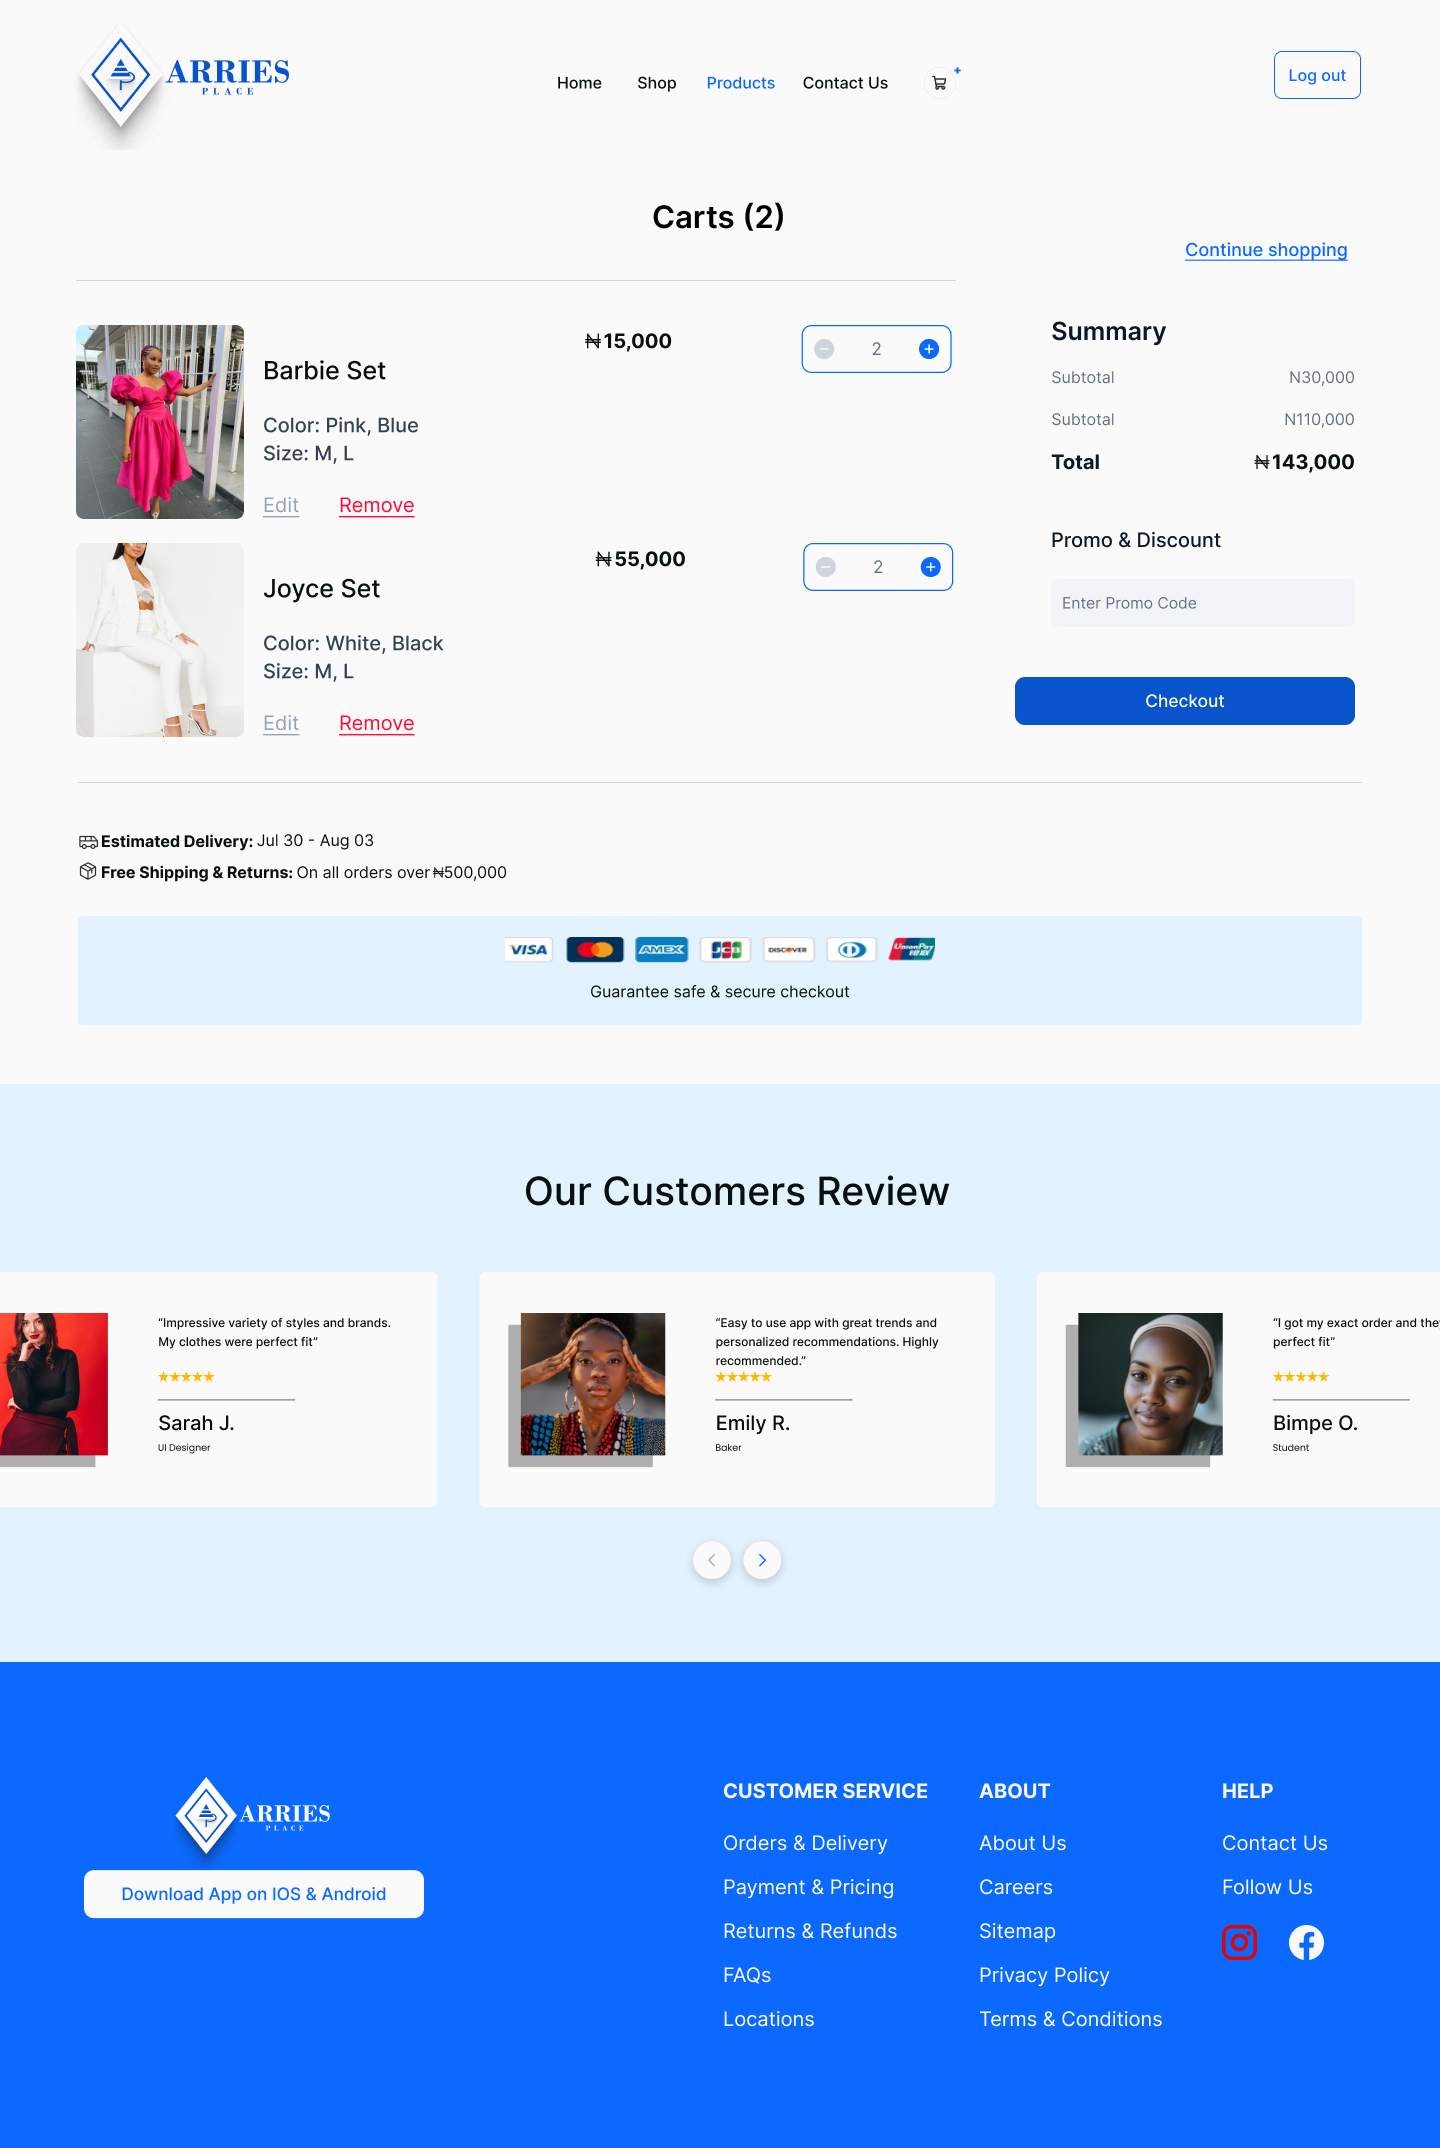 ARRIES
PLACE
Home Shop Products Contact Us
Log out
Carts (2)
Continue shopping
₦15,000
2
Barbie Set
Color: Pink, Blue
Size: M, L
Edit Remove
₦55,000
2
Joyce Set
Color: White, Black
Size: M, L
Edit Remove
Summary
Subtotal N30,000
Subtotal N110,000
Total ₦143,000
Promo & Discount
Enter Promo Code
Checkout
Estimated Delivery: Jul 30 - Aug 03
Free Shipping & Returns: On all orders over ₦500,000
VISA AMEX JCB DISCOVER UnionPay 银联
Guarantee safe & secure checkout
Our Customers Review
“Impressive variety of styles and brands.
My clothes were perfect fit”
★★★★★
Sarah J.
UI Designer
“Easy to use app with great trends and
personalized recommendations. Highly
recommended.”
★★★★★
Emily R.
Baker
“I got my exact order and they
perfect fit”
★★★★★
Bimpe O.
Student
ARRIES
PLACE
Download App on IOS & Android
CUSTOMER SERVICE
Orders & Delivery
Payment & Pricing
Returns & Refunds
FAQs
Locations
ABOUT
About Us
Careers
Sitemap
Privacy Policy
Terms & Conditions
HELP
Contact Us
Follow Us